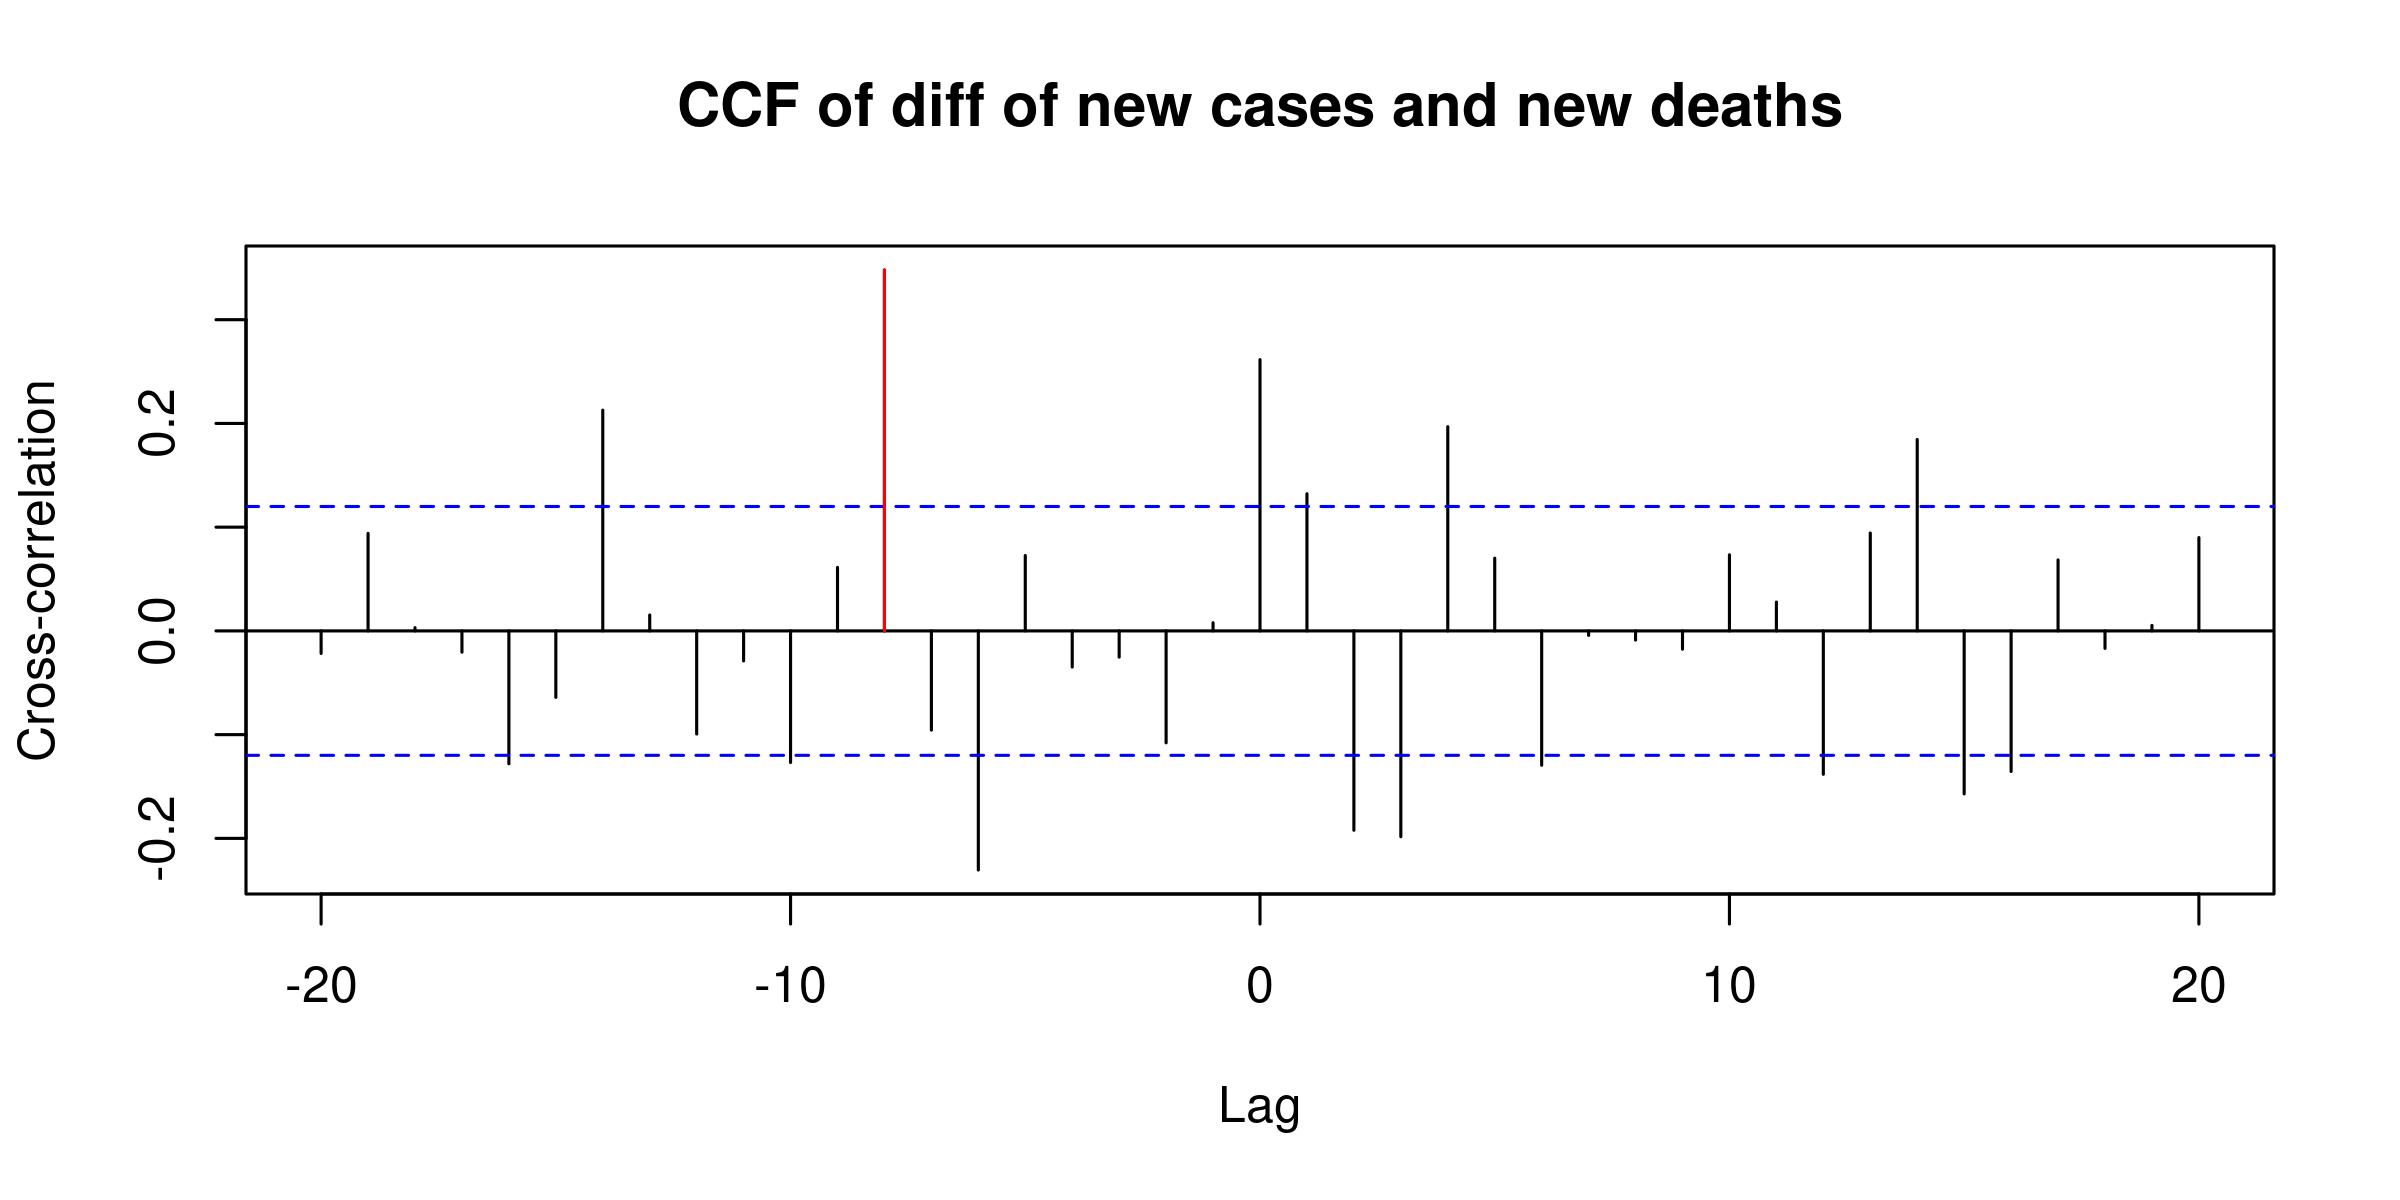 CCF of diff of new cases and new deaths
Cross-correlation
0.2
0.0
-0.2
-20 -10 0 10 20
Lag